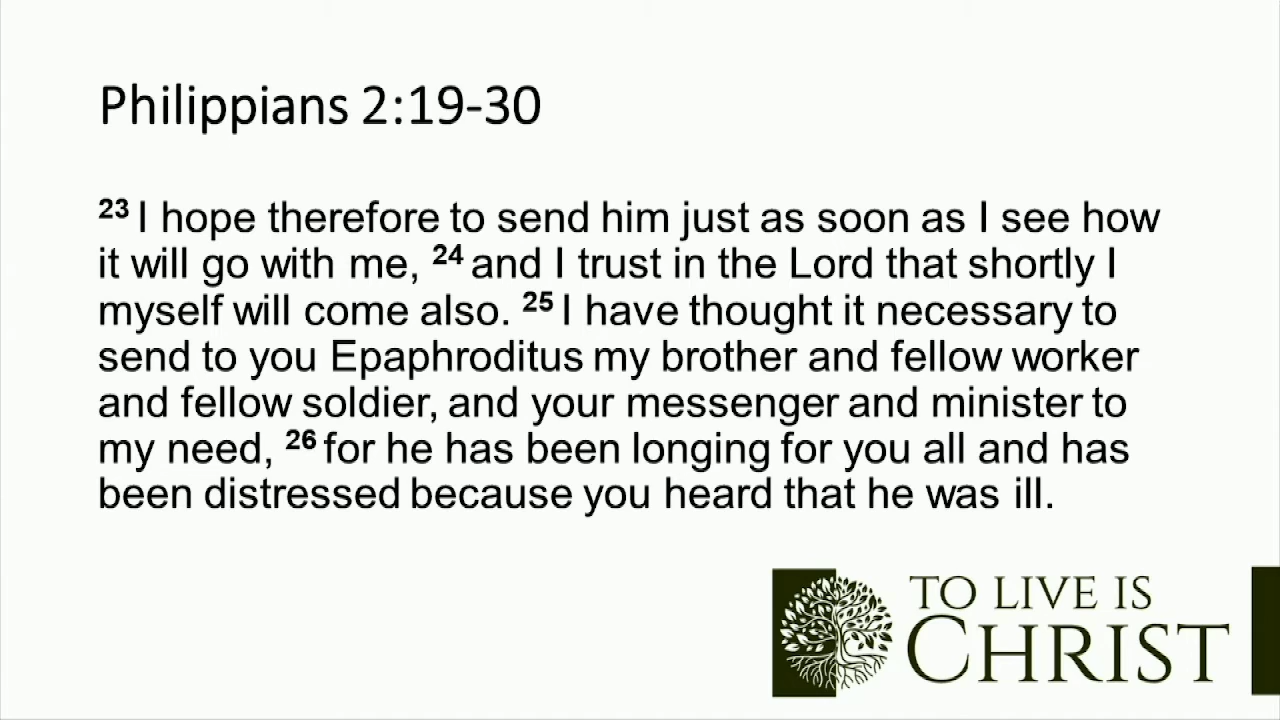 Philippians 2:19-30
23 I hope therefore to send him just as soon as I see how
it will go with me, 24 and I trust in the Lord that shortly I
myself will come also. 25 I have thought it necessary to
send to you Epaphroditus my brother and fellow worker
and fellow soldier, and your messenger and minister to
my need, 26 for he has been longing for you all and has
been distressed because you heard that he was ill.
TO LIVE IS
CHRIST